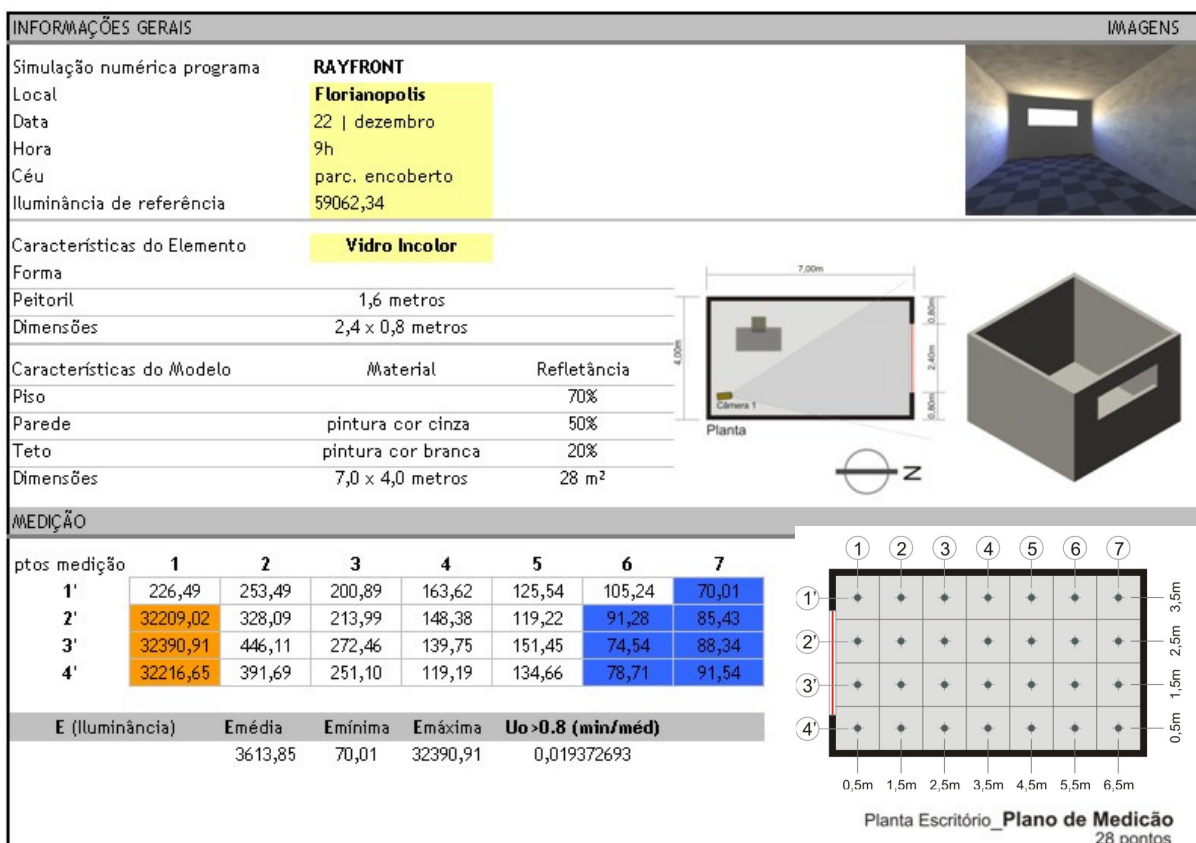 INFORMAÇÕES GERAIS IMAGENS
Simulação numérica programa RAYFRONT
Local Florianopolis
Data 22 | dezembro
Hora 9h
Céu parc. encoberto
Iluminância de referência 59062,34
Características do Elemento Vidro Incolor
Forma
Peitoril 1,6 metros
Dimensões 2,4 x 0,8 metros
Características do Modelo Material Refletância
Piso 70%
Parede pintura cor cinza 50%
Teto pintura cor branca 20%
Dimensões 7,0 x 4,0 metros 28 m²
7,00m
4,00m
0,80m
2,40m
0,80m
Câmera 1
Planta
N
MEDIÇÃO
ptos medição 1 2 3 4 5 6 7
1' 226,49 253,49 200,89 163,62 125,54 105,24 70,01
2' 32209,02 328,09 213,99 148,38 119,22 91,28 85,43
3' 32390,91 446,11 272,46 139,75 151,45 74,54 88,34
4' 32216,65 391,69 251,10 119,19 134,66 78,71 91,54
E (Iluminância) Emédia Emínima Emáxima Uo>0.8 (min/méd)
3613,85 70,01 32390,91 0,019372693
1 2 3 4 5 6 7
1' 3,5m
2' 2,5m
3' 1,5m
4' 0,5m
0,5m 1,5m 2,5m 3,5m 4,5m 5,5m 6,5m
Planta Escritório_Plano de Medicão
28 pontos